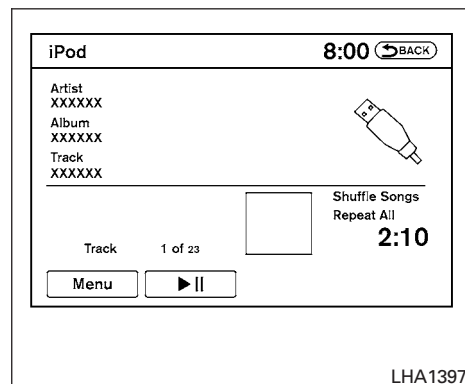 iPod 8:00 BACK
Artist
XXXXXX
Album
XXXXXX
Track
XXXXXX
Shuffle Songs
Repeat All
2:10
Track 1 of 23
Menu
LHA1397